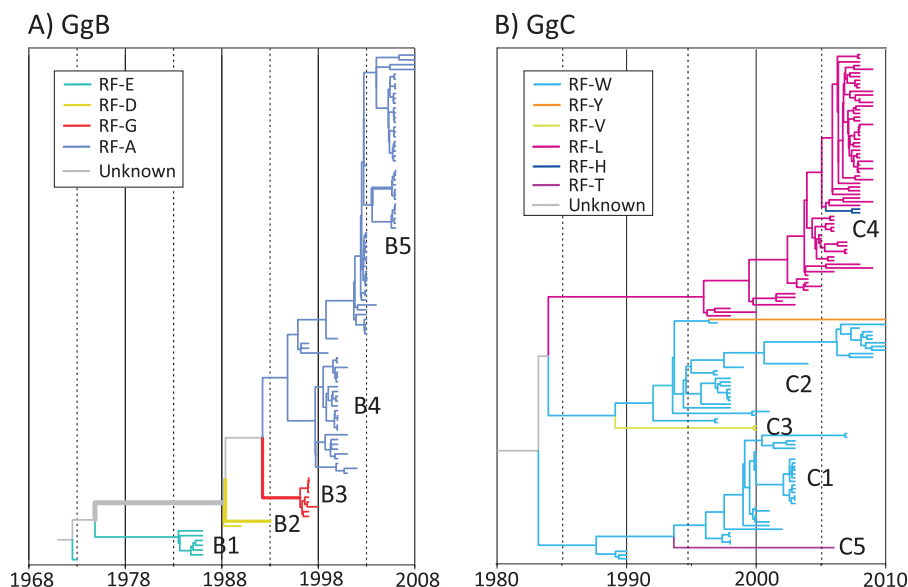 A) GgB
RF-E
RF-D
RF-G
RF-A
Unknown
B5
B4
B3
B2
B1
1968 1978 1988 1998 2008
B) GgC
RF-W
RF-Y
RF-V
RF-L
RF-H
RF-T
Unknown
C4
C2
C3
C1
C5
1980 1990 2000 2010